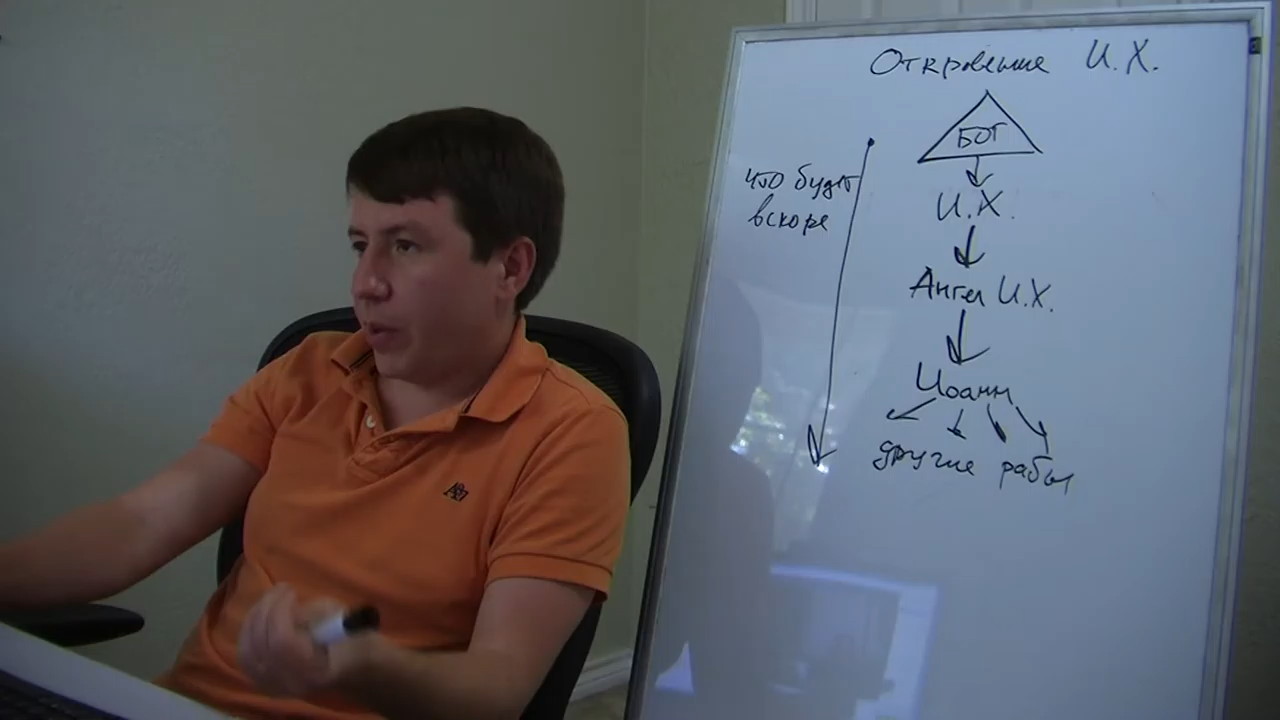 Откровение И.Х.
БОГ
что будет
вскоре
И.Х.
Ангел И.Х.
Иоанн
другие рабы